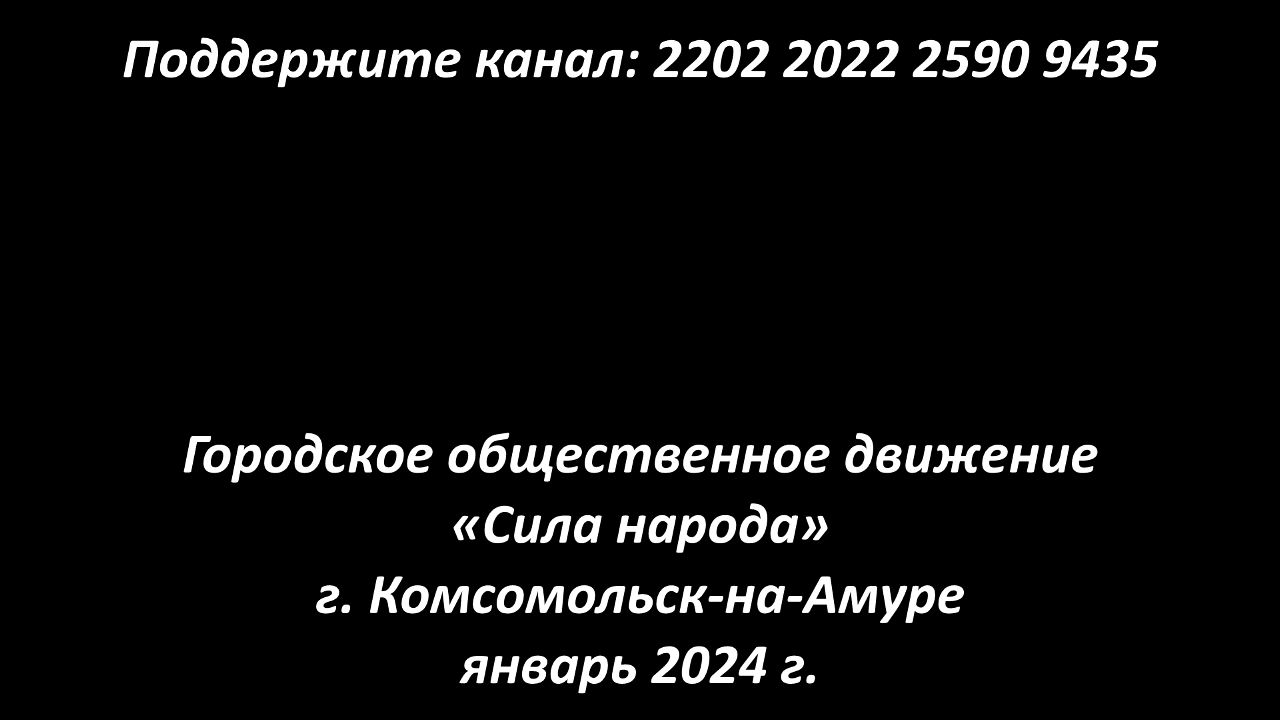 Поддержите канал: 2202 2022 2590 9435
Городское общественное движение
«Сила народа»
г. Комсомольск-на-Амуре
январь 2024 г.